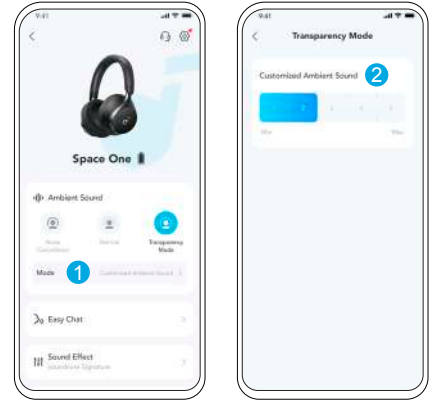 9:41
Space One
Ambient Sound
Noise
Cancellation
Normal
Transparency
Mode
Mode
1
Customized Ambient Sound
Easy Chat
Sound Effect
soundcore Signature
9:41
Transparency Mode
Customized Ambient Sound
2
2 3 4 5
Min
Max